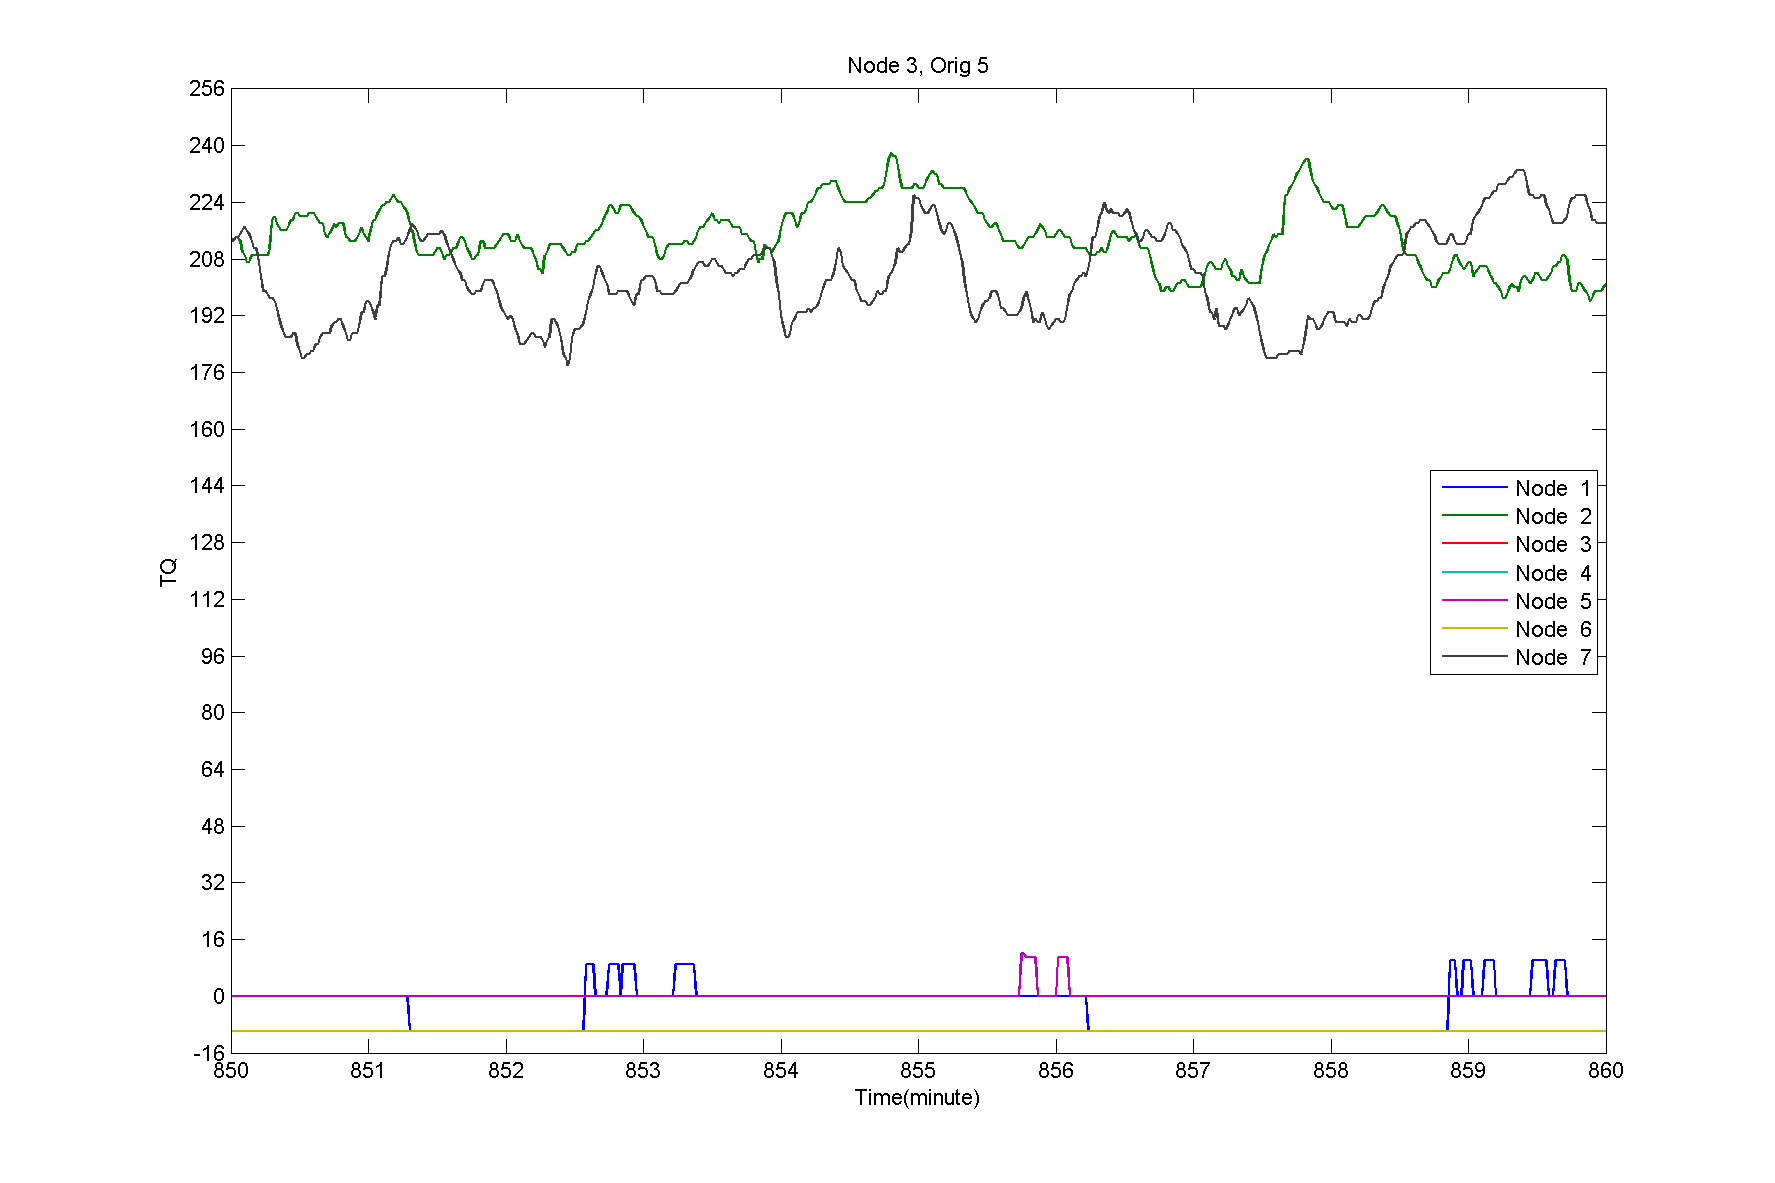 Node 3, Orig 5
256
240
224
208
192
176
160
144
128
112
96
80
64
48
32
16
0
-16
TQ
Node 1
Node 2
Node 3
Node 4
Node 5
Node 6
Node 7
850 851 852 853 854 855 856 857 858 859 860
Time(minute)